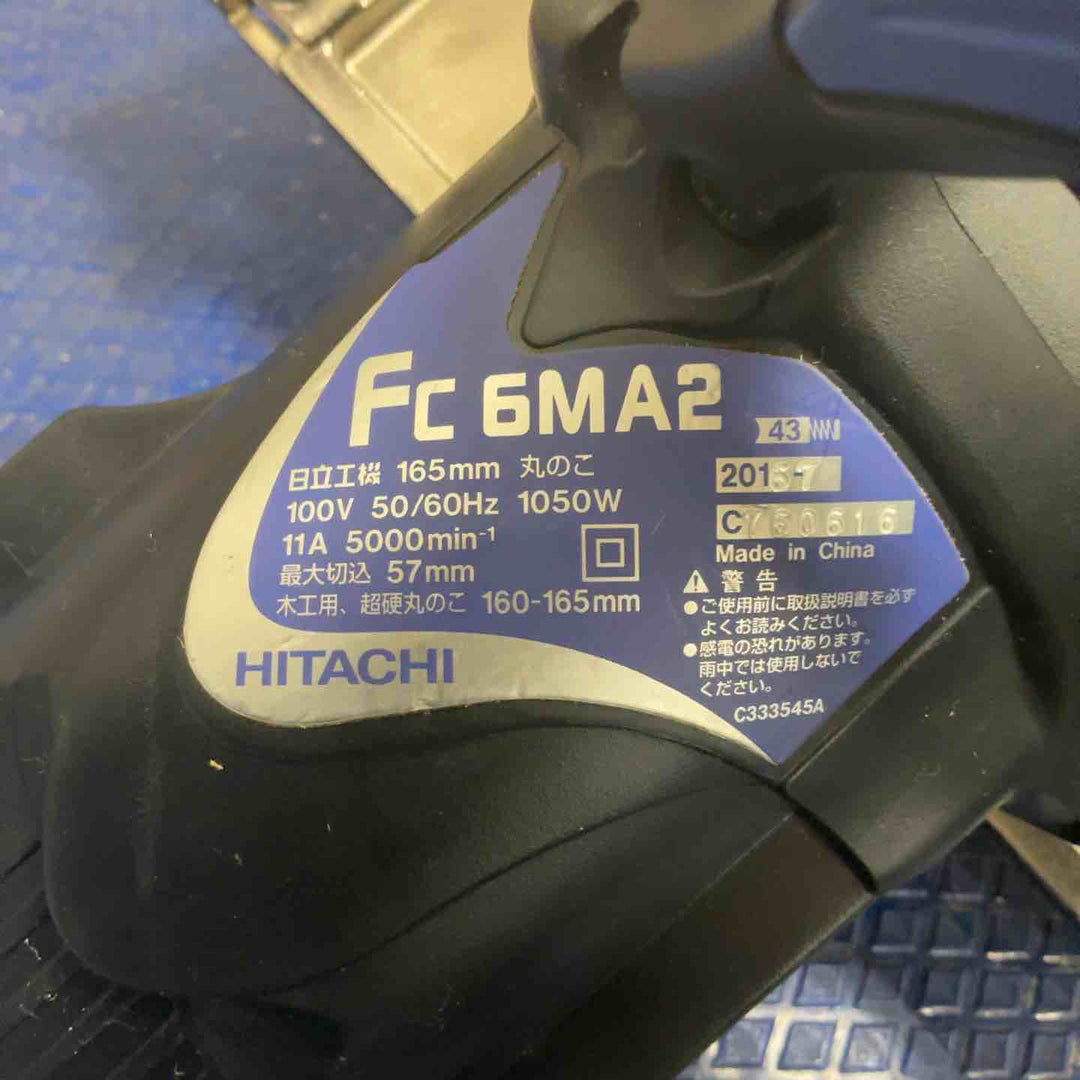 FC 6MA2
日立工機 165mm 丸のこ
100V 50/60Hz 1050W
11A 5000min-1
最大切込 57mm
木工用、超硬丸のこ 160-165mm
HITACHI
43
2016-7
C760616
Made in China
警告
●ご使用前に取扱説明書を必ず
よくお読みください。
●感電の恐れがあります。
雨中では使用しないで
ください。
C333545A